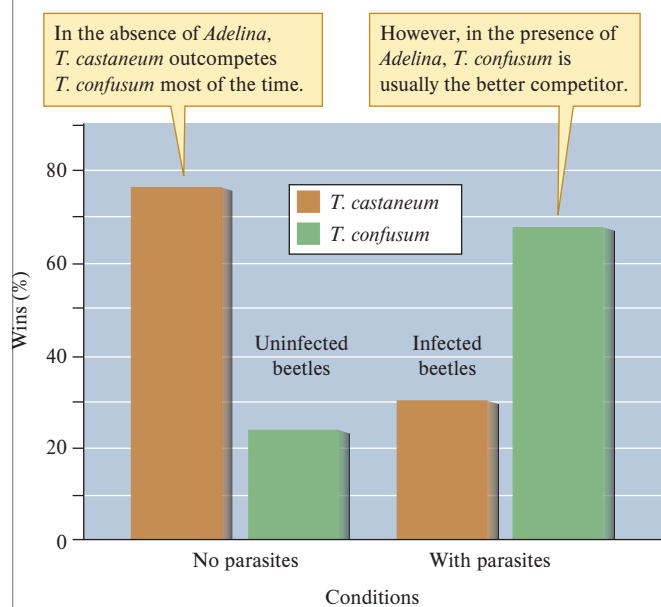 In the absence of Adelina,
T. castaneum outcompetes
T. confusum most of the time.
However, in the presence of
Adelina, T. confusum is
usually the better competitor.
80
60
40
20
0
Wins (%)
T. castaneum
T. confusum
Uninfected
beetles
Infected
beetles
No parasites
With parasites
Conditions